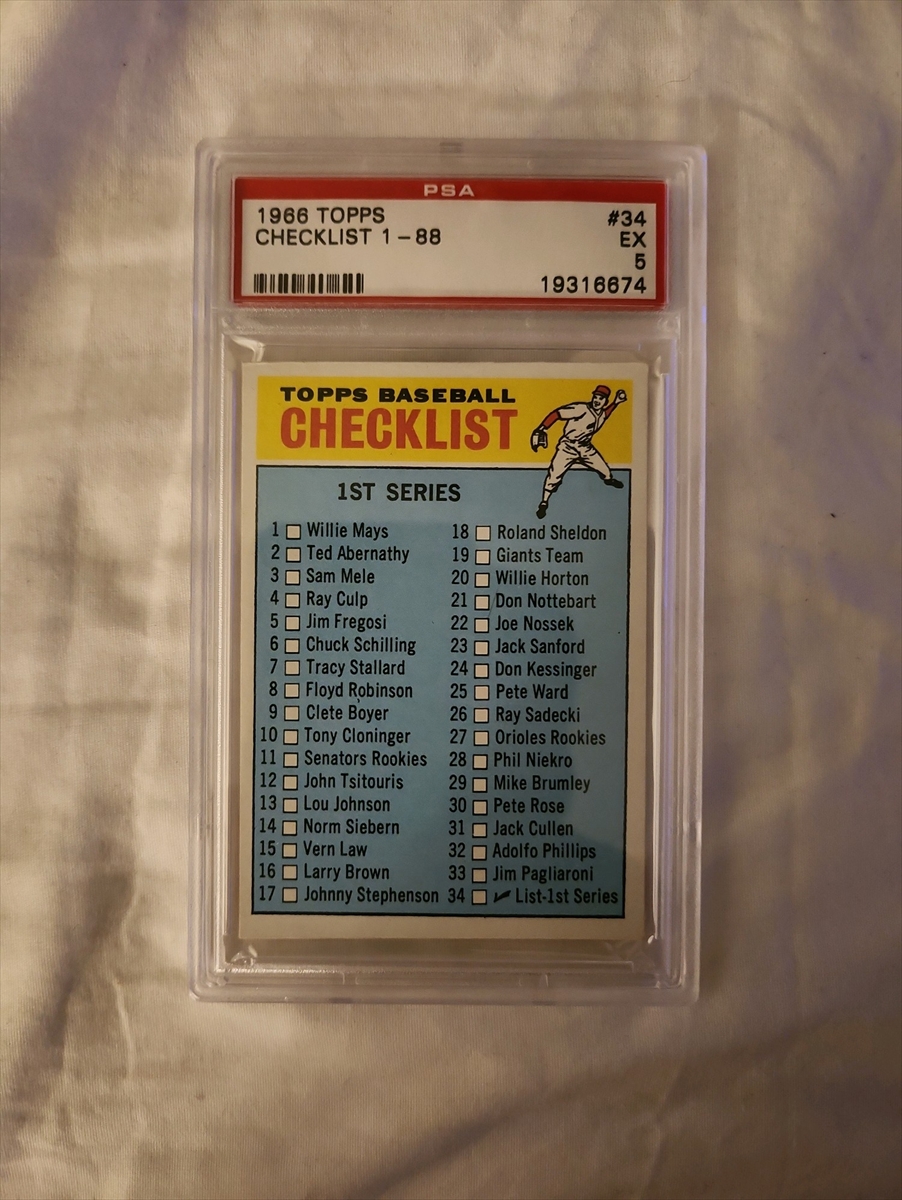 PSA
1966 TOPPS #34
CHECKLIST 1-88 EX
5
19316674
TOPPS BASEBALL
CHECKLIST
1ST SERIES
1 Willie Mays
2 Ted Abernathy
3 Sam Mele
4 Ray Culp
5 Jim Fregosi
6 Chuck Schilling
7 Tracy Stallard
8 Floyd Robinson
9 Clete Boyer
10 Tony Cloninger
11 Senators Rookies
12 John Tsitouris
13 Lou Johnson
14 Norm Siebern
15 Vern Law
16 Larry Brown
17 Johnny Stephenson
18 Roland Sheldon
19 Giants Team
20 Willie Horton
21 Don Nottebart
22 Joe Nossek
23 Jack Sanford
24 Don Kessinger
25 Pete Ward
26 Ray Sadecki
27 Orioles Rookies
28 Phil Niekro
29 Mike Brumley
30 Pete Rose
31 Jack Cullen
32 Adolfo Phillips
33 Jim Pagliaroni
34 ✓ List-1st Series